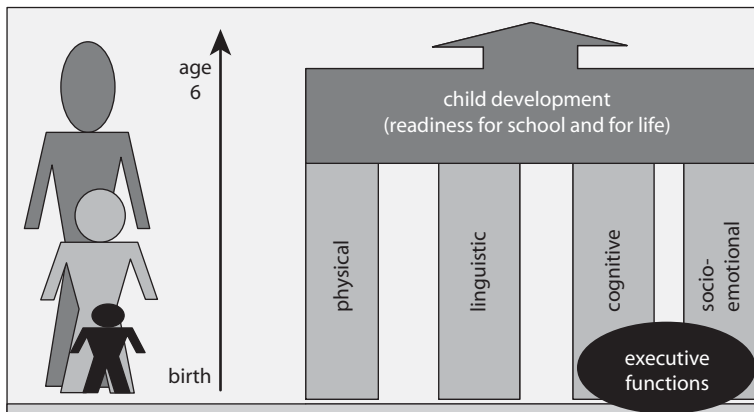 age
6
birth
child development
(readiness for school and for life)
physical
linguistic
cognitive
socio-
emotional
executive
functions